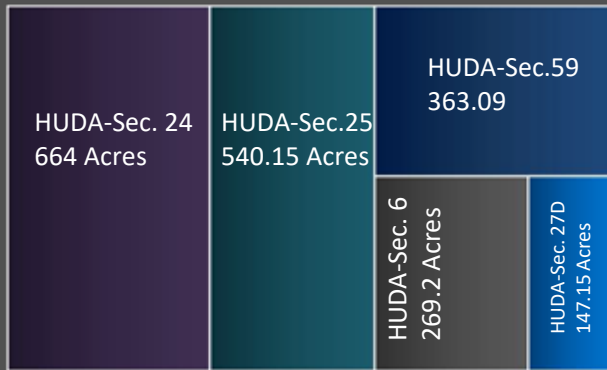 HUDA-Sec. 24
664 Acres
HUDA-Sec.25
540.15 Acres
HUDA-Sec.59
363.09
HUDA-Sec. 6
269.2 Acres
HUDA-Sec. 27D
147.15 Acres